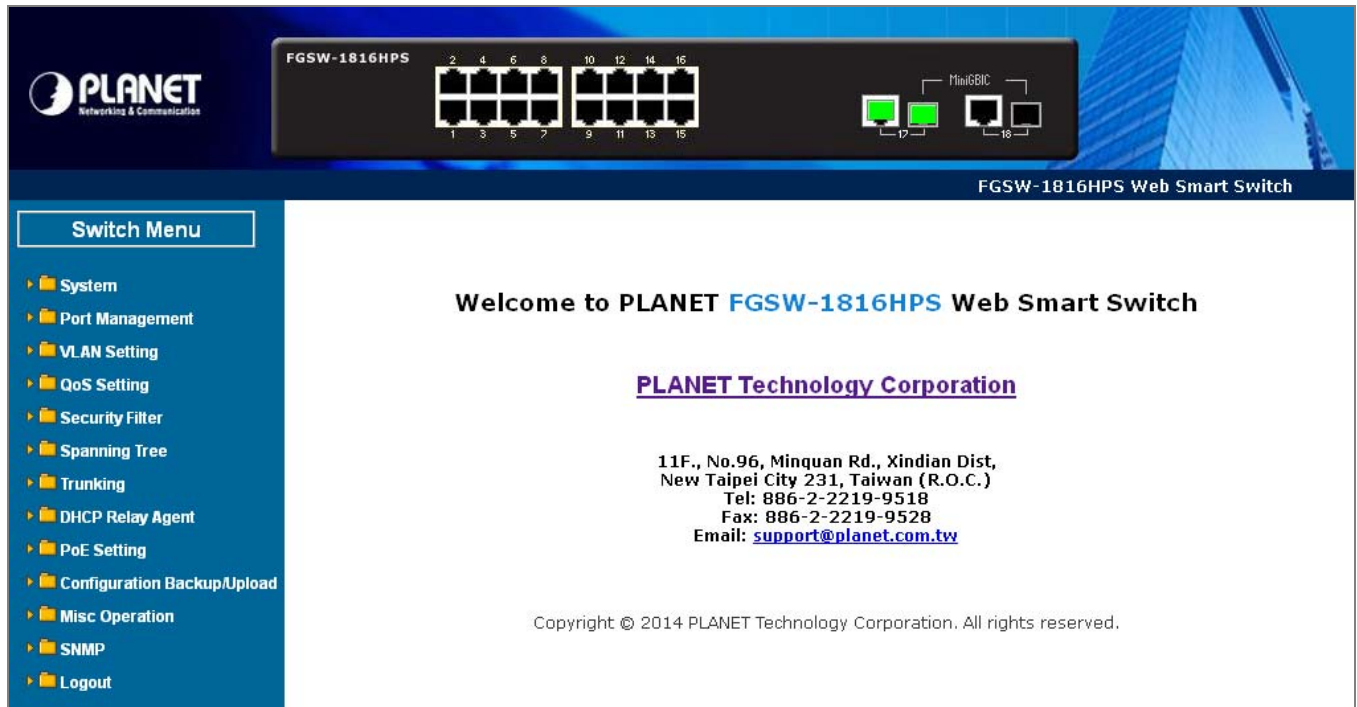 PLANET
Networking & Communication
FGSW-1816HPS
2 4 6 8 10 12 14 16
1 3 5 7 9 11 13 15
MiniGBIC
17 18
FGSW-1816HPS Web Smart Switch
Switch Menu
System
Port Management
VLAN Setting
QoS Setting
Security Filter
Spanning Tree
Trunking
DHCP Relay Agent
PoE Setting
Configuration Backup/Upload
Misc Operation
SNMP
Logout
Welcome to PLANET FGSW-1816HPS Web Smart Switch
PLANET Technology Corporation
11F., No.96, Minquan Rd., Xindian Dist,
New Taipei City 231, Taiwan (R.O.C.)
Tel: 886-2-2219-9518
Fax: 886-2-2219-9528
Email: support@planet.com.tw
Copyright © 2014 PLANET Technology Corporation. All rights reserved.